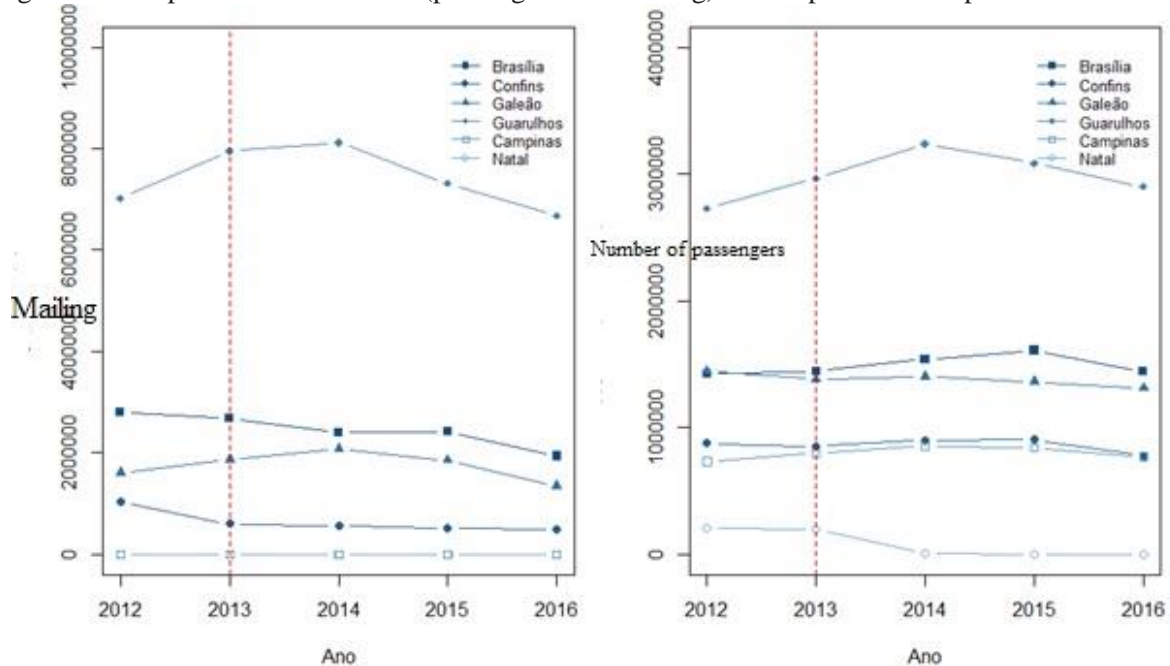 10000000
8000000
6000000
Mailing
2000000
0
Brasília
Confins
Galeão
Guarulhos
Campinas
Natal
2012 2013 2014 2015 2016
Ano
4000000
3000000
Number of passengers
2000000
1000000
0
Brasília
Confins
Galeão
Guarulhos
Campinas
Natal
2012 2013 2014 2015 2016
Ano